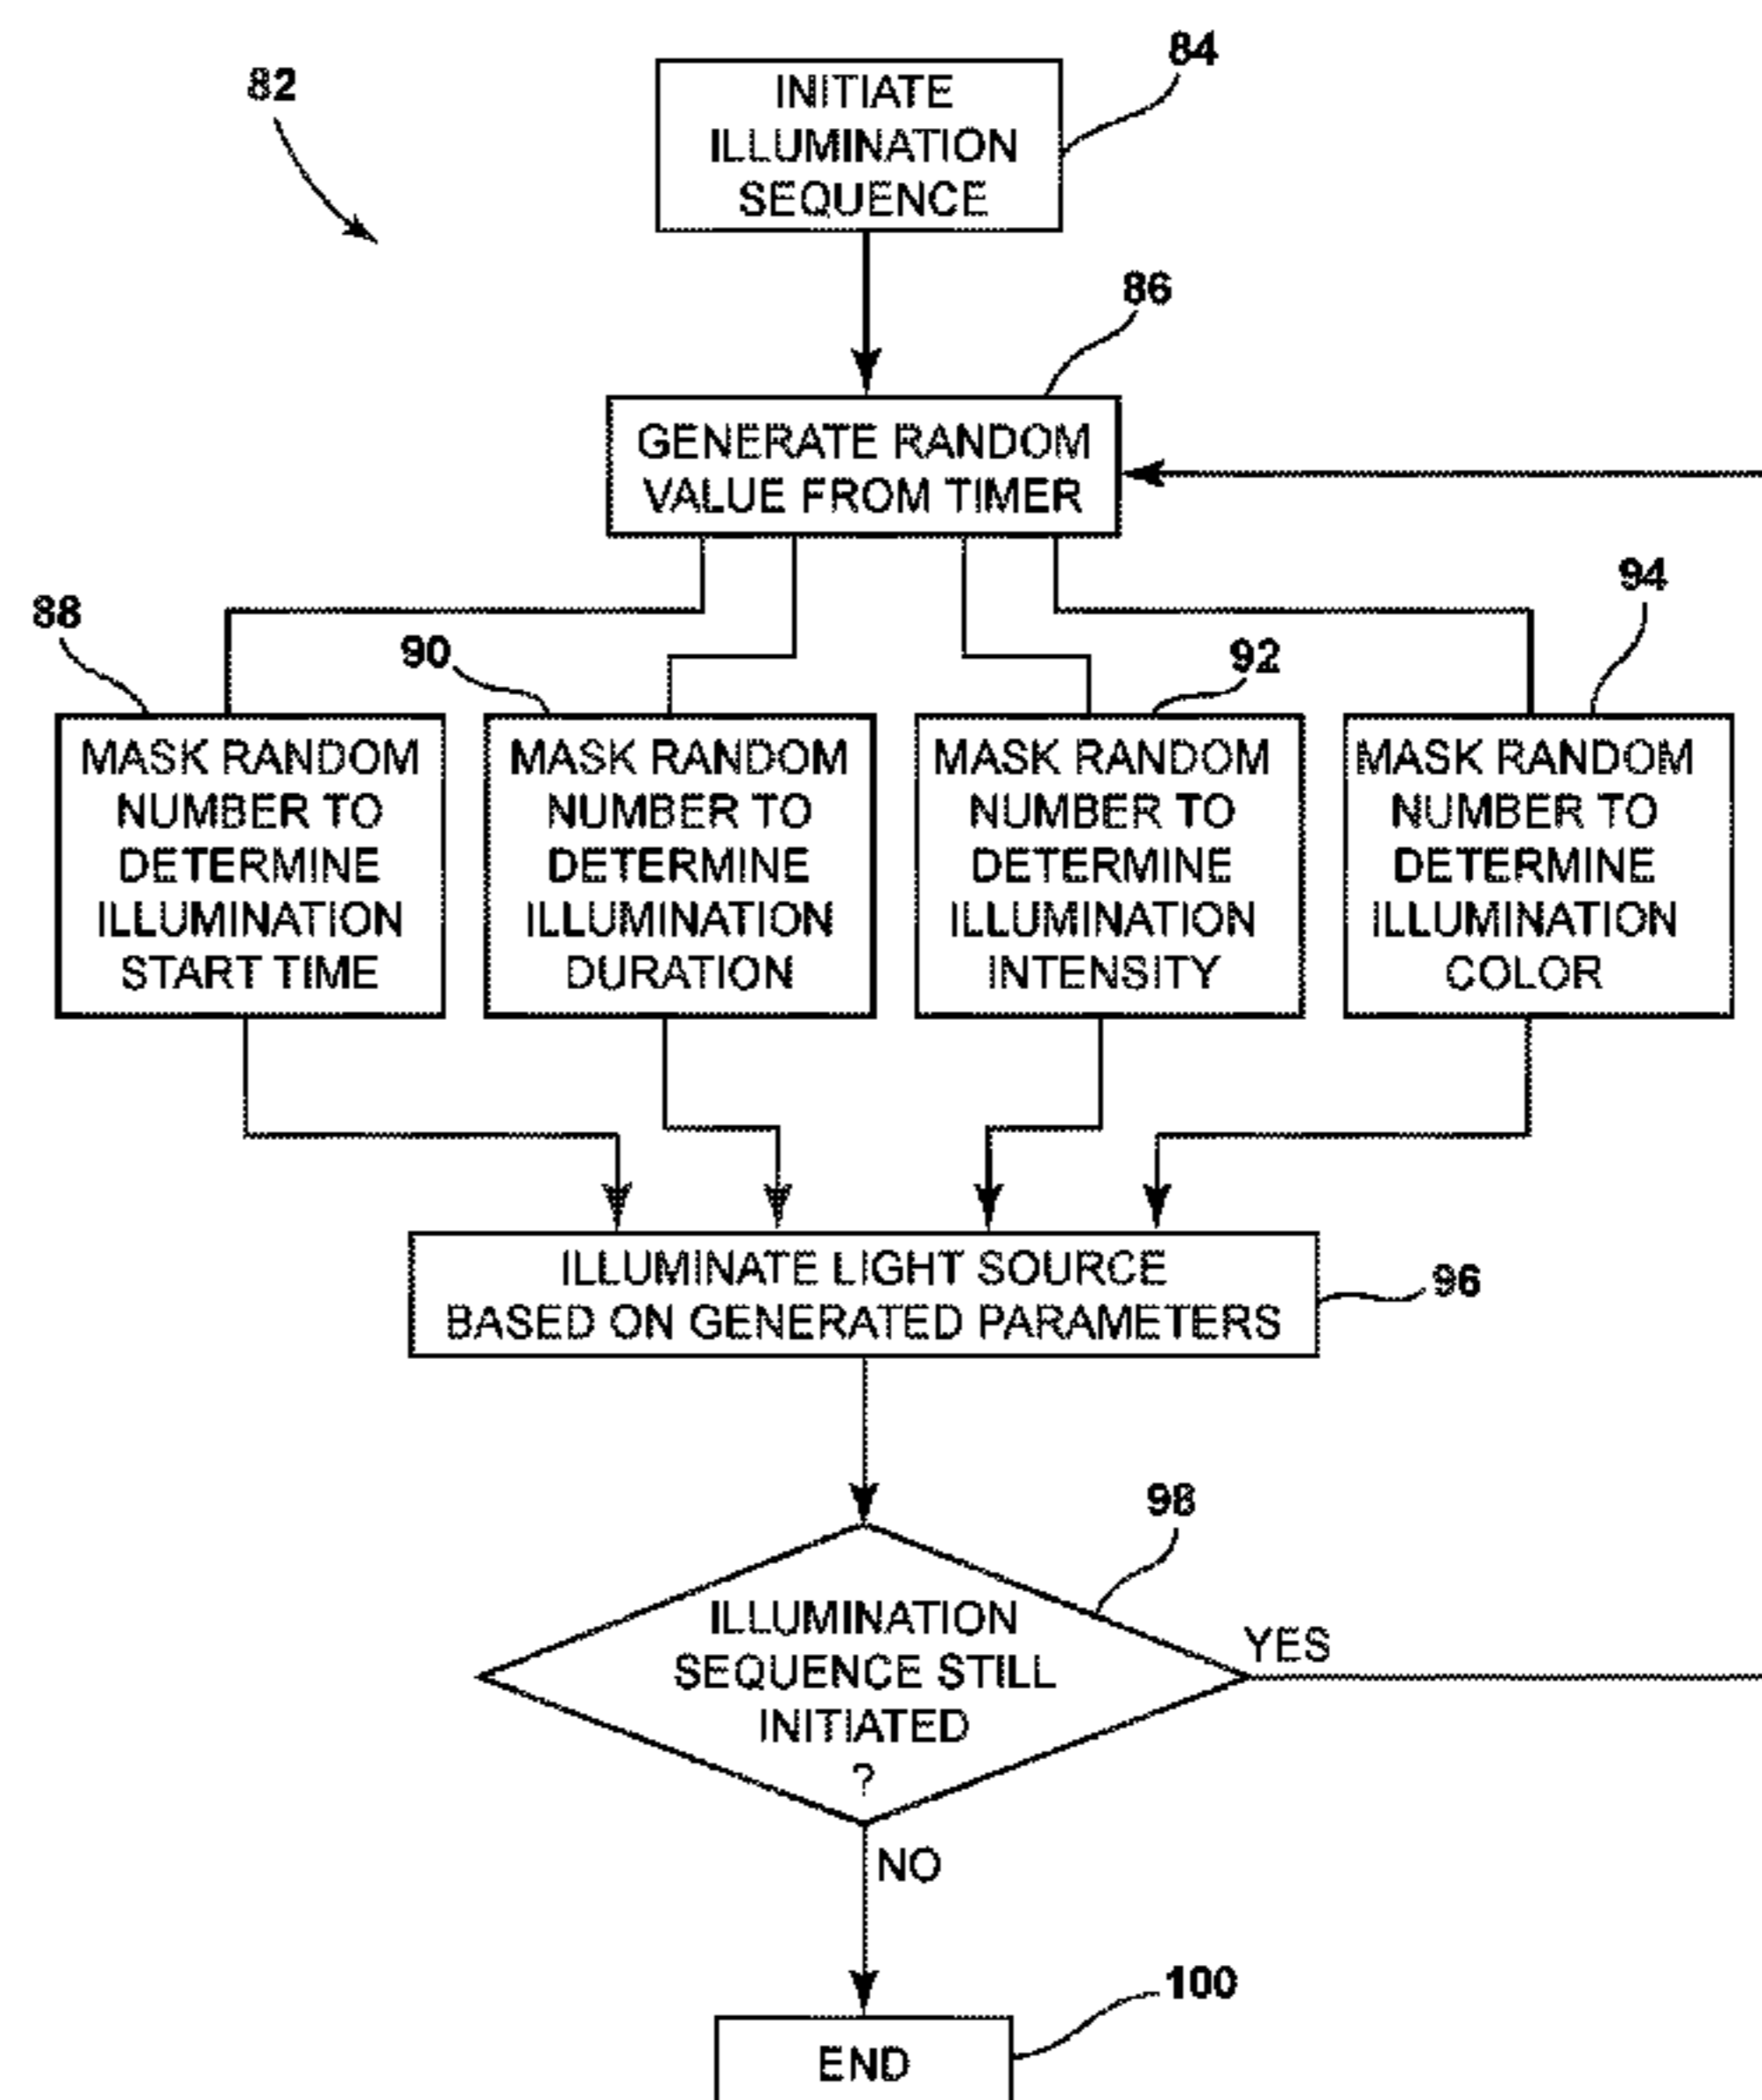 82
84
INITIATE
ILLUMINATION
SEQUENCE
86
GENERATE RANDOM
VALUE FROM TIMER
88
MASK RANDOM
NUMBER TO
DETERMINE
ILLUMINATION
START TIME
90
MASK RANDOM
NUMBER TO
DETERMINE
ILLUMINATION
DURATION
92
MASK RANDOM
NUMBER TO
DETERMINE
ILLUMINATION
INTENSITY
94
MASK RANDOM
NUMBER TO
DETERMINE
ILLUMINATION
COLOR
ILLUMINATE LIGHT SOURCE
BASED ON GENERATED PARAMETERS
96
98
ILLUMINATION
SEQUENCE STILL
INITIATED
?
YES
NO
100
END